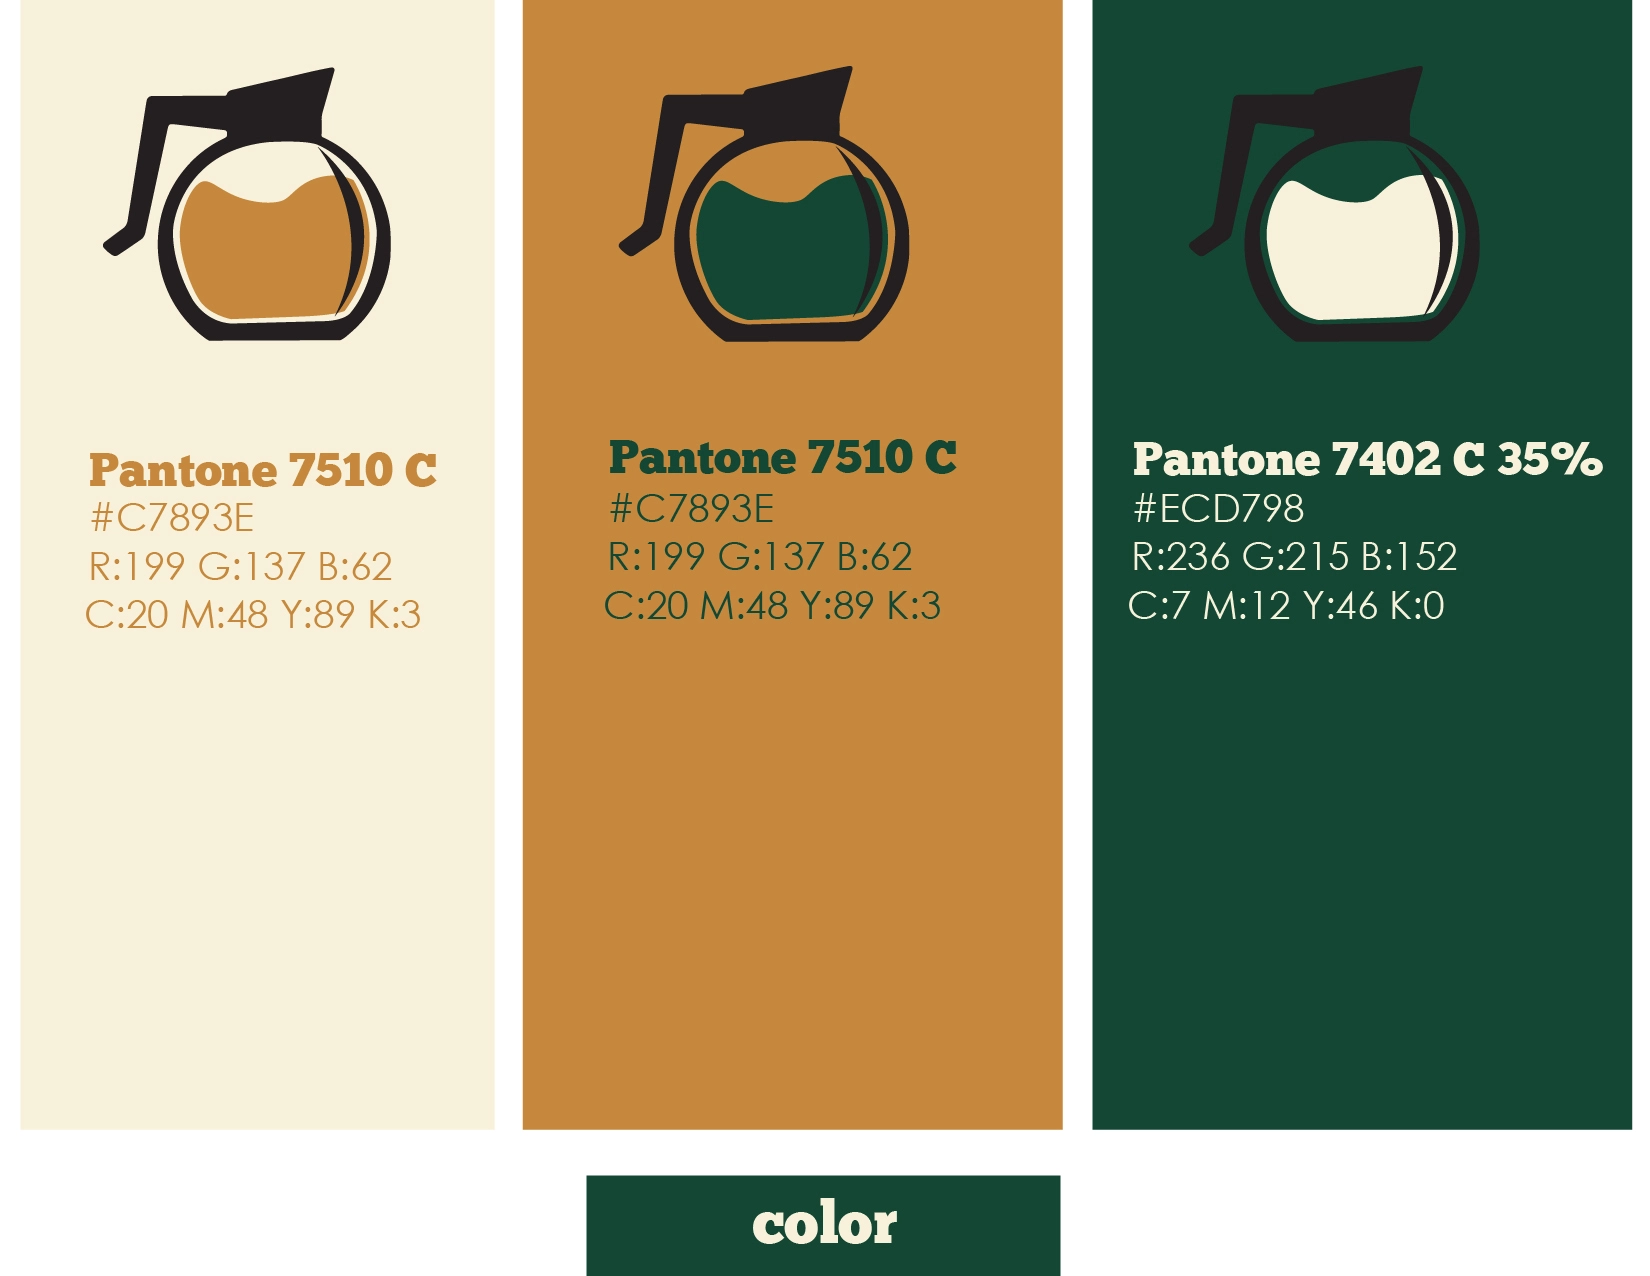 Pantone 7510 C
#C7893E
R:199 G:137 B:62
C:20 M:48 Y:89 K:3
Pantone 7510 C
#C7893E
R:199 G:137 B:62
C:20 M:48 Y:89 K:3
Pantone 7402 C 35%
#ECD798
R:236 G:215 B:152
C:7 M:12 Y:46 K:0
color